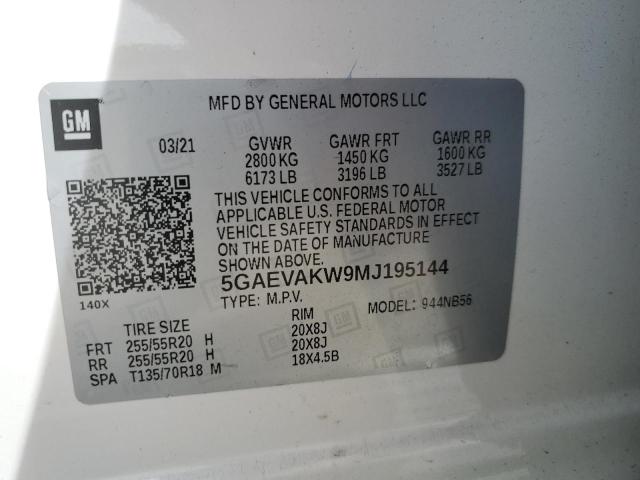 GM
MFD BY GENERAL MOTORS LLC
03/21 GVWR GAWR FRT GAWR RR
2800 KG 1450 KG 1600 KG
6173 LB 3196 LB 3527 LB
THIS VEHICLE CONFORMS TO ALL
APPLICABLE U.S. FEDERAL MOTOR
VEHICLE SAFETY STANDARDS IN EFFECT
ON THE DATE OF MANUFACTURE
SHOWN ABOVE.
140X
5GAEVAKW9MJ195144
TYPE: M.P.V. MODEL: 944NB56
TIRE SIZE RIM
FRT 255/55R20 H 20X8J
RR 255/55R20 H 20X8J
SPA T135/70R18 M 18X4.5B